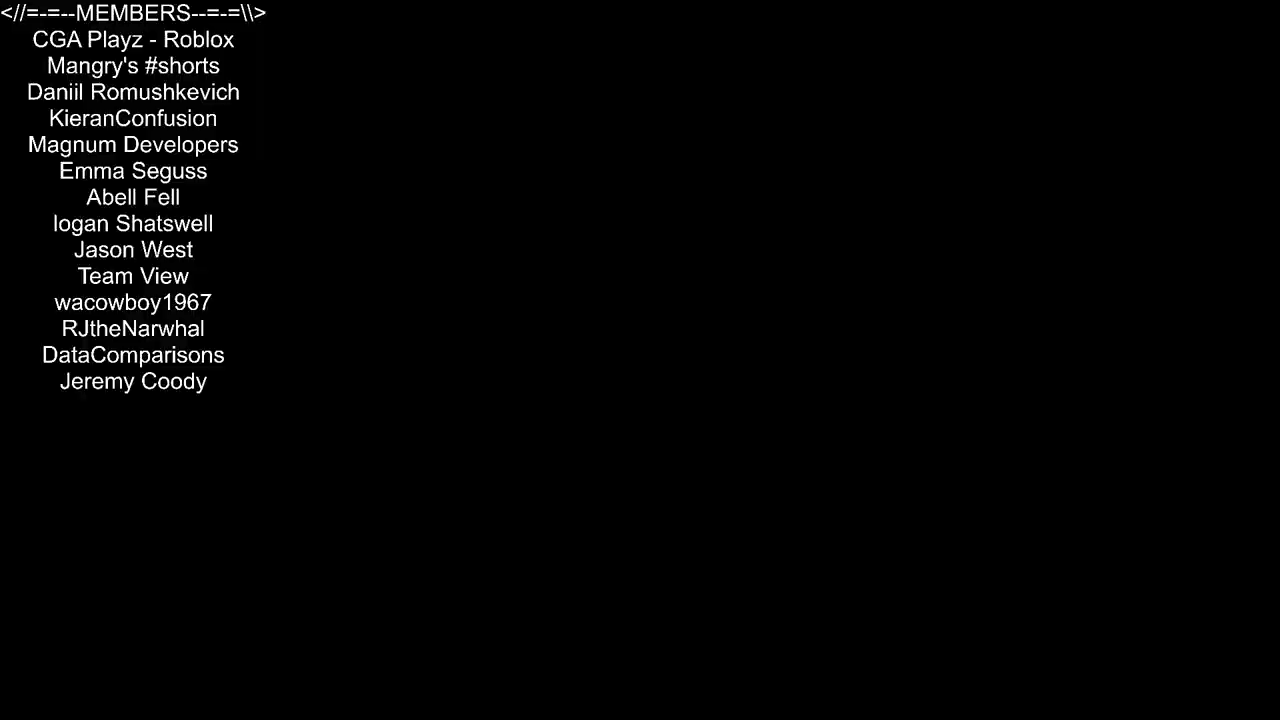 <//=-=--MEMBERS--=-=\\>
CGA Playz - Roblox
Mangry's #shorts
Daniil Romushkevich
KieranConfusion
Magnum Developers
Emma Seguss
Abell Fell
logan Shatswell
Jason West
Team View
wacowboy1967
RJtheNarwhal
DataComparisons
Jeremy Coody